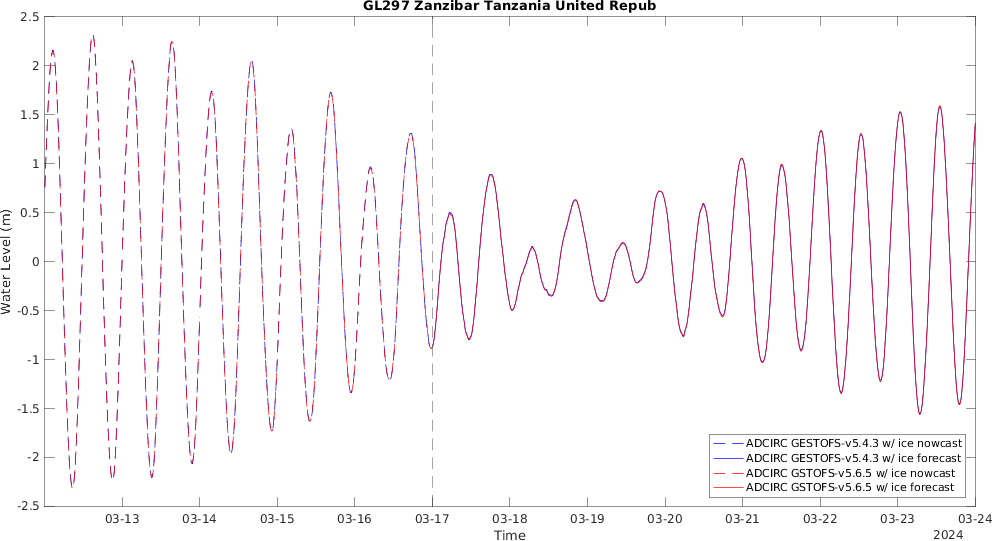 GL297 Zanzibar Tanzania United Repub
2.5
2
1.5
1
0.5
0
-0.5
-1
-1.5
-2
-2.5
Water Level (m)
ADCIRC GESTOFS-v5.4.3 w/ ice nowcast
ADCIRC GESTOFS-v5.4.3 w/ ice forecast
ADCIRC GSTOFS-v5.6.5 w/ ice nowcast
ADCIRC GSTOFS-v5.6.5 w/ ice forecast
03-13 03-14 03-15 03-16 03-17 03-18 03-19 03-20 03-21 03-22 03-23 03-24
Time
2024